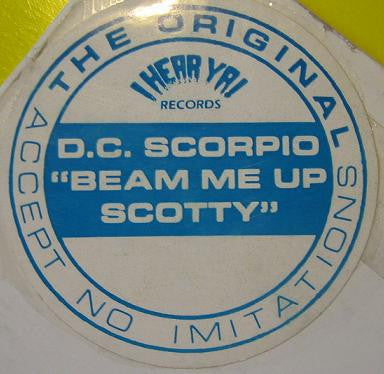 THE ORIGINAL
I HEAR YA!
RECORDS
D.C. SCORPIO
"BEAM ME UP
SCOTTY"
ACCEPT NO IMITATIONS